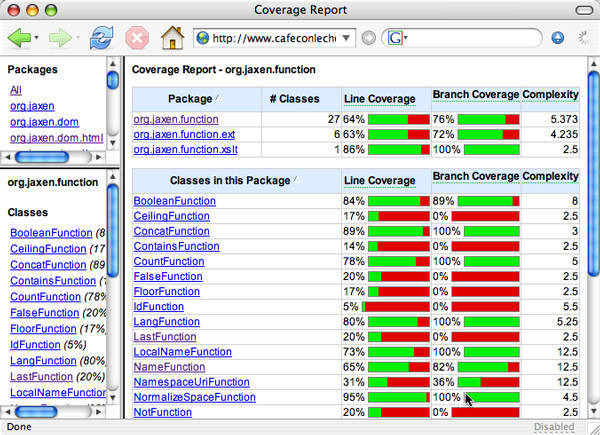 Coverage Report
http://www.cafeconleche
G
Packages
All
org.jaxen
org.jaxen.dom
org.jaxen.dom.html
org.jaxen.function
Classes
BooleanFunction (8
CeilingFunction (17
ConcatFunction (89
ContainsFunction (
CountFunction (78%
FalseFunction (20%
FloorFunction (17%)
IdFunction (5%)
LangFunction (80%)
LastFunction (20%)
LocalNameFunction
NameFunction (65%
Coverage Report - org.jaxen.function
Package # Classes Line Coverage Branch Coverage Complexity
org.jaxen.function 27 64% 76% 5.373
org.jaxen.function.ext 6 63% 72% 4.235
org.jaxen.function.xslt 1 86% 100% 2.5
Classes in this Package Line Coverage Branch Coverage Complexity
BooleanFunction 84% 89% 8
CeilingFunction 17% 0% 2.5
ConcatFunction 89% 100% 3
ContainsFunction 14% 0% 2.5
CountFunction 78% 100% 5
FalseFunction 20% 0% 2.5
FloorFunction 17% 0% 2.5
IdFunction 5% 0% 5.5
LangFunction 80% 100% 5.25
LastFunction 20% 0% 2.5
LocalNameFunction 73% 100% 12.5
NameFunction 65% 82% 12.5
NamespaceUriFunction 31% 36% 12.5
NormalizeSpaceFunction 95% 100% 4.5
NotFunction 20% 0% 2.5
Done
Disabled